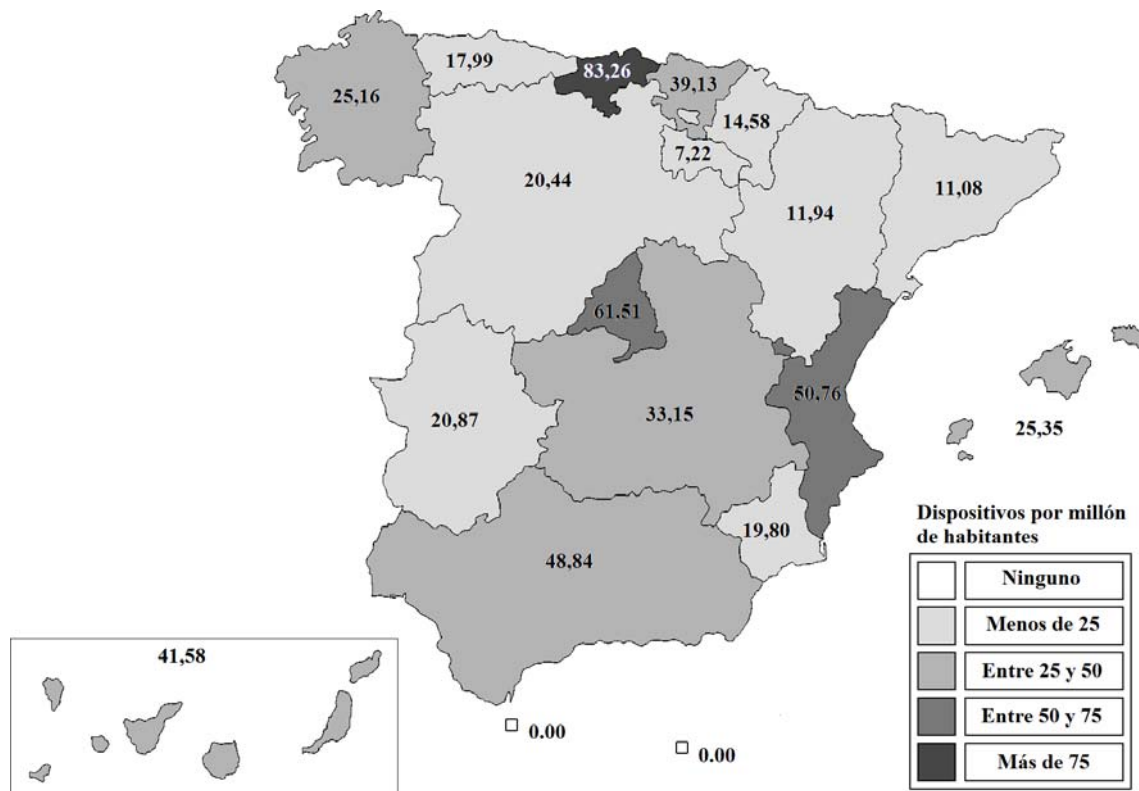 17,99
83,26
39,13
25,16
14,58
7,22
20,44
11,08
11,94
61.51
50.76
20,87
33,15
25,35
19,80
48,84
41,58
0.00
0.00
Dispositivos por millón
de habitantes
Ninguno
Menos de 25
Entre 25 y 50
Entre 50 y 75
Más de 75